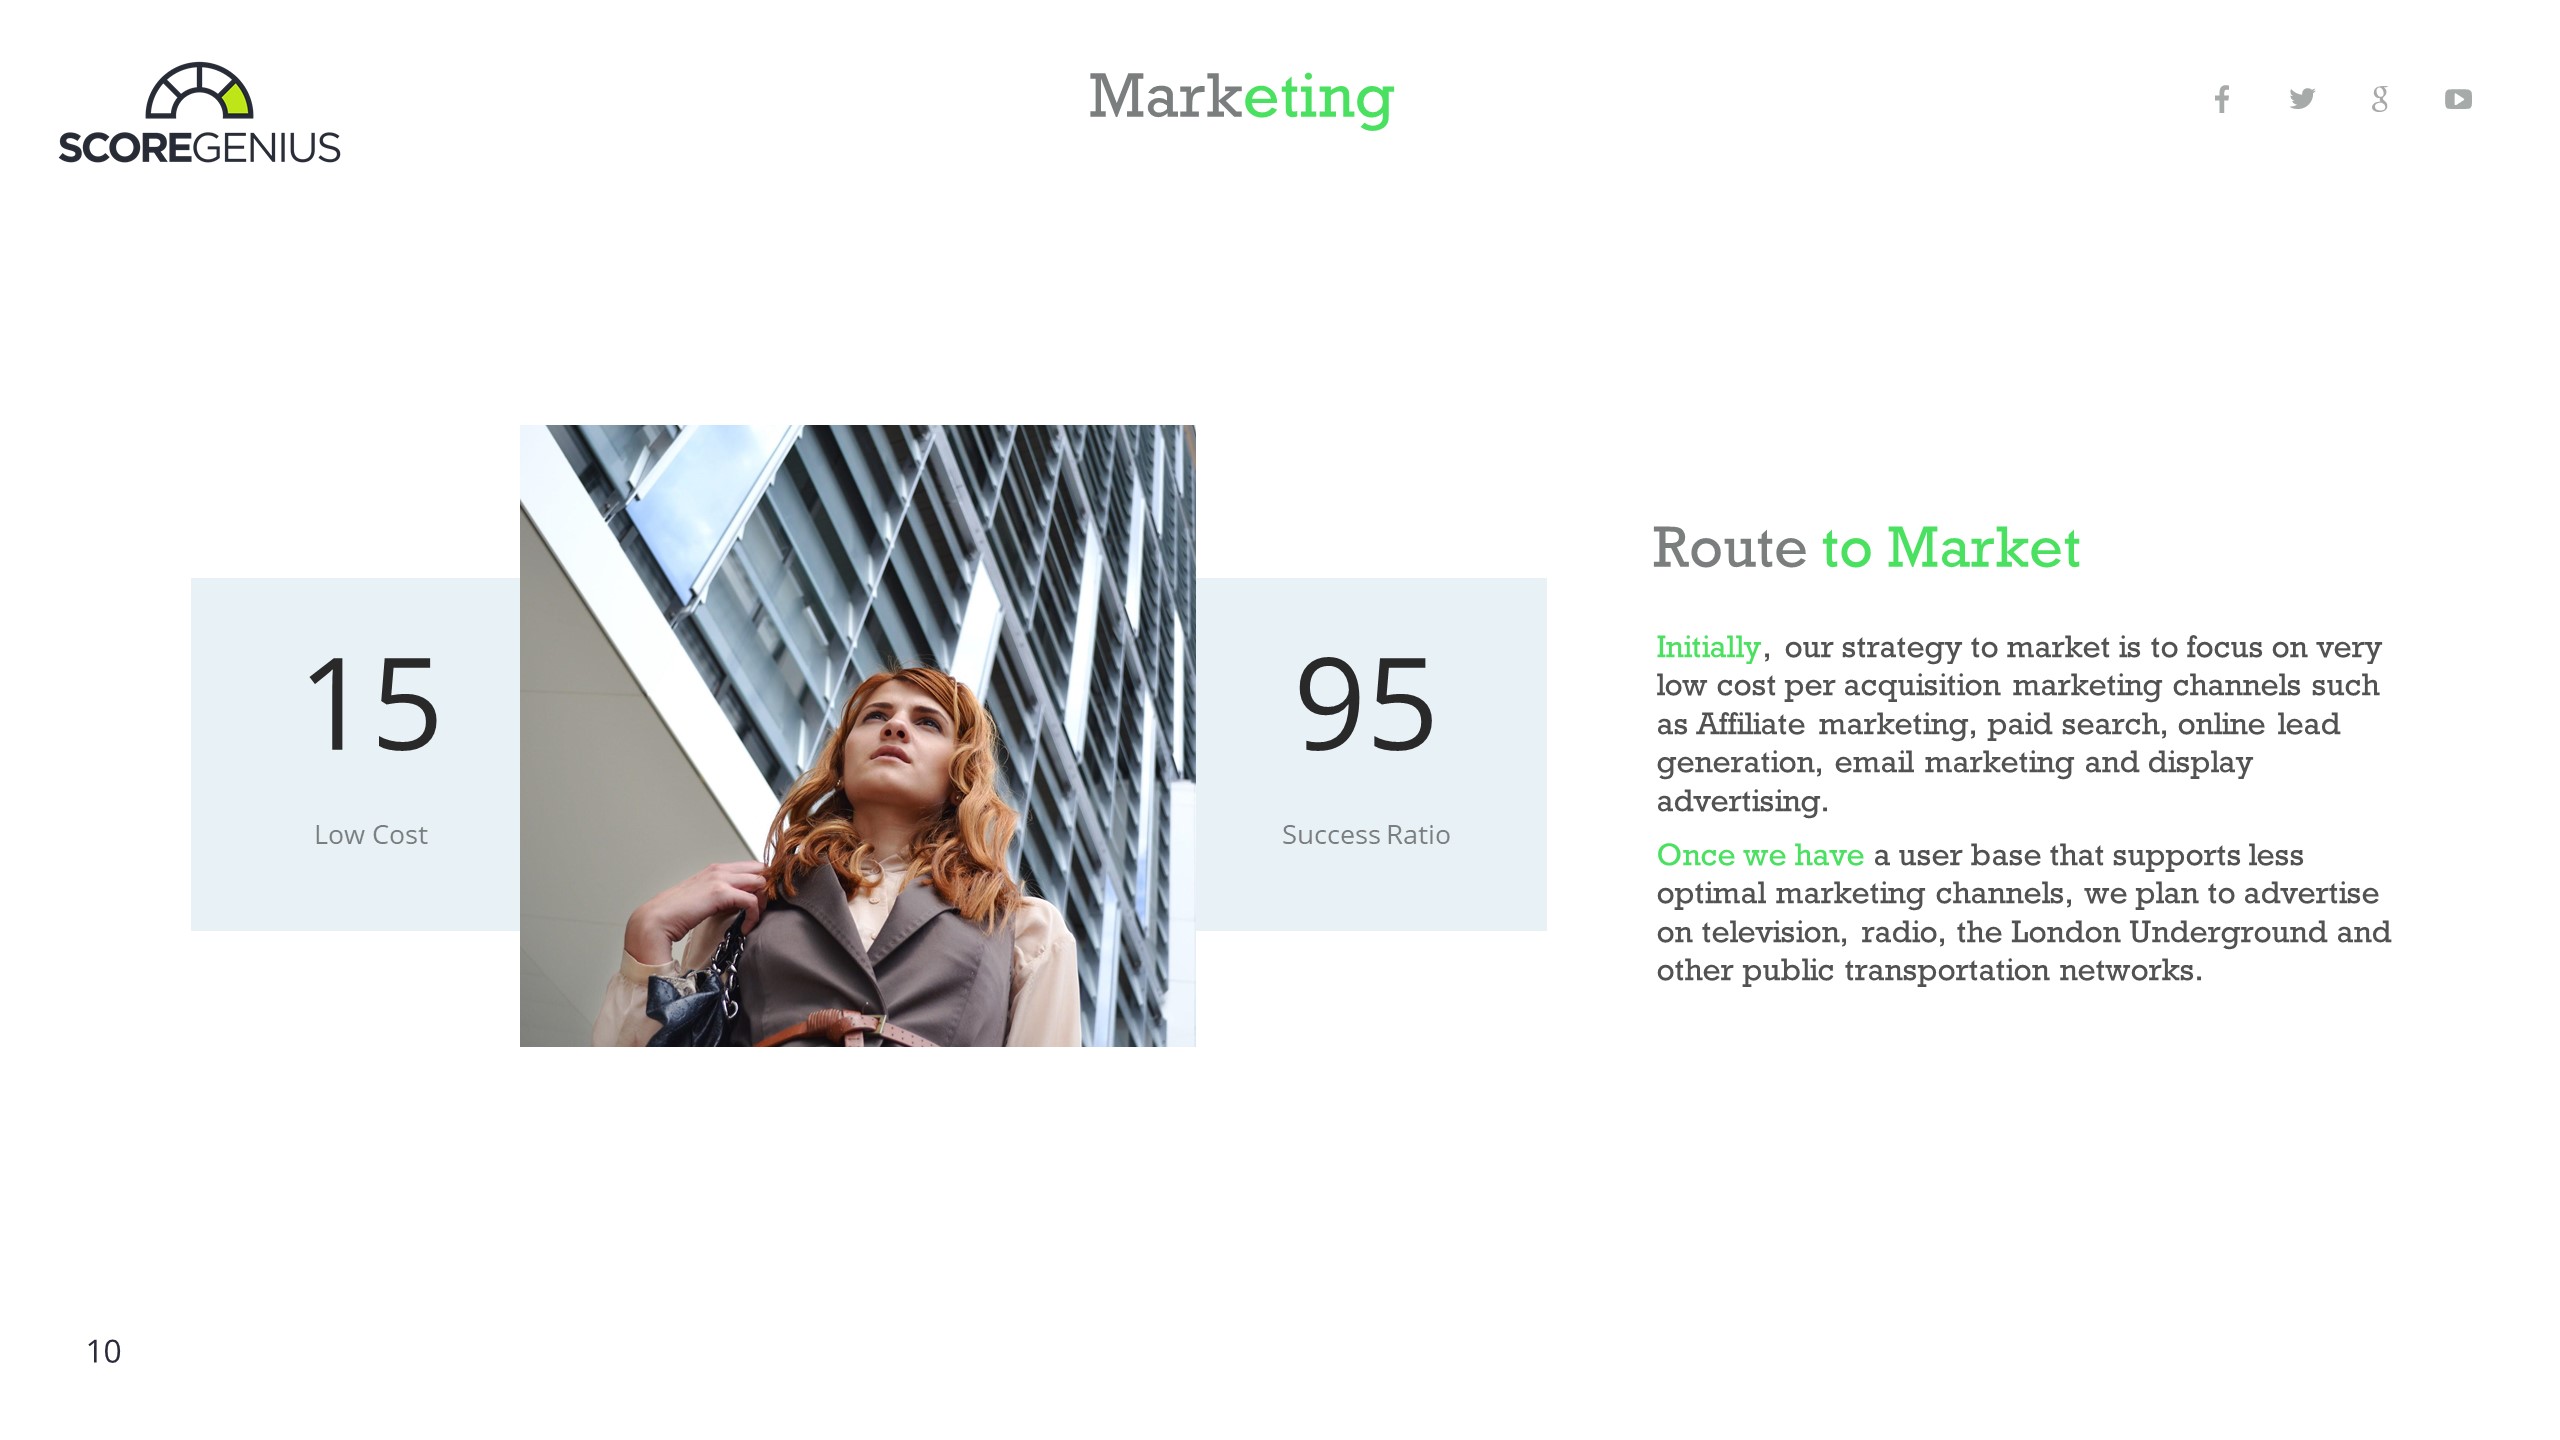 SCOREGENIUS
Marketing
15
Low Cost
95
Success Ratio
Route to Market
Initially, our strategy to market is to focus on very
low cost per acquisition marketing channels such
as Affiliate marketing, paid search, online lead
generation, email marketing and display
advertising.
Once we have a user base that supports less
optimal marketing channels, we plan to advertise
on television, radio, the London Underground and
other public transportation networks.
10